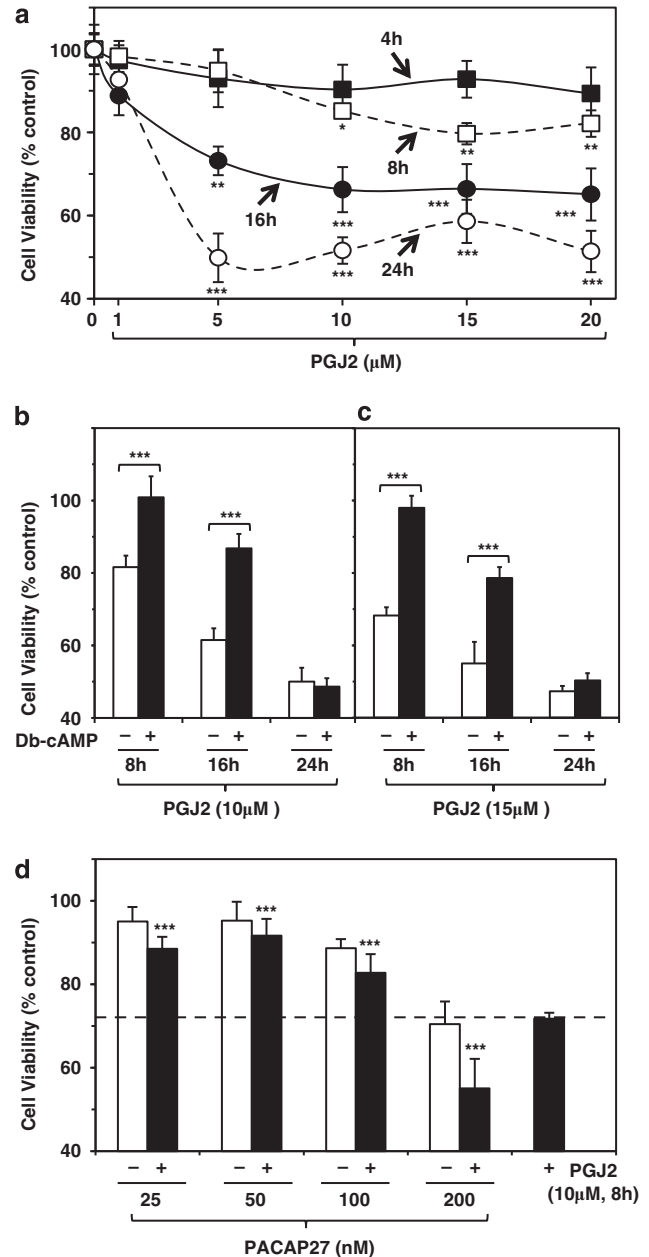 a
Cell Viability (% control)
100
80
60
40
4h
8h
16h
24h
*
**
**
**
***
***
***
***
***
***
***
0 1 5 10 15 20
PGJ2 (µM)
b
c
Cell Viability (% control)
100
80
60
40
***
***
***
***
Db-cAMP − + − + − + − + − + − +
8h 16h 24h 8h 16h 24h
PGJ2 (10µM )
PGJ2 (15µM )
d
Cell Viability (% control)
100
80
60
40
***
***
***
***
− + − + − + − + + PGJ2
25 50 100 200 (10µM, 8h)
PACAP27 (nM)